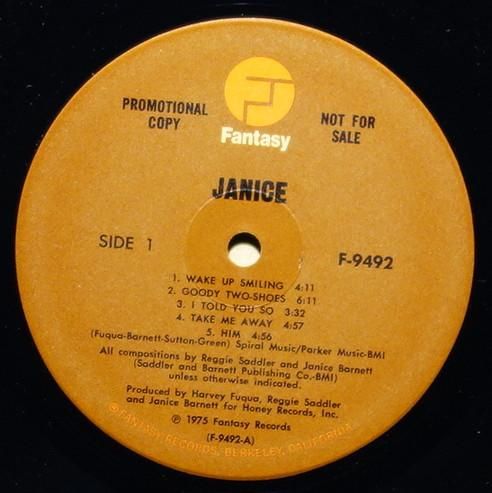 PROMOTIONAL COPY
NOT FOR SALE
Fantasy
JANICE
SIDE 1
F-9492
1. WAKE UP SMILING 4:11
2. GOODY TWO-SHOES 6:11
3. I TOLD YOU SO 3:32
4. TAKE ME AWAY 4:57
5. HIM 4:56
(Fuqua-Barnett-Sutton-Green) Spiral Music/Parker Music-BMI
All compositions by Reggie Saddler and Janice Barnett
(Saddler and Barnett Publishing Co.-BMI)
unless otherwise indicated.
Produced by Harvey Fuqua, Reggie Saddler
and Janice Barnett for Honey Records, Inc.
℗ 1975 Fantasy Records
(F-9492-A)
©FANTASY RECORDS, BERKELEY, CALIFORNIA